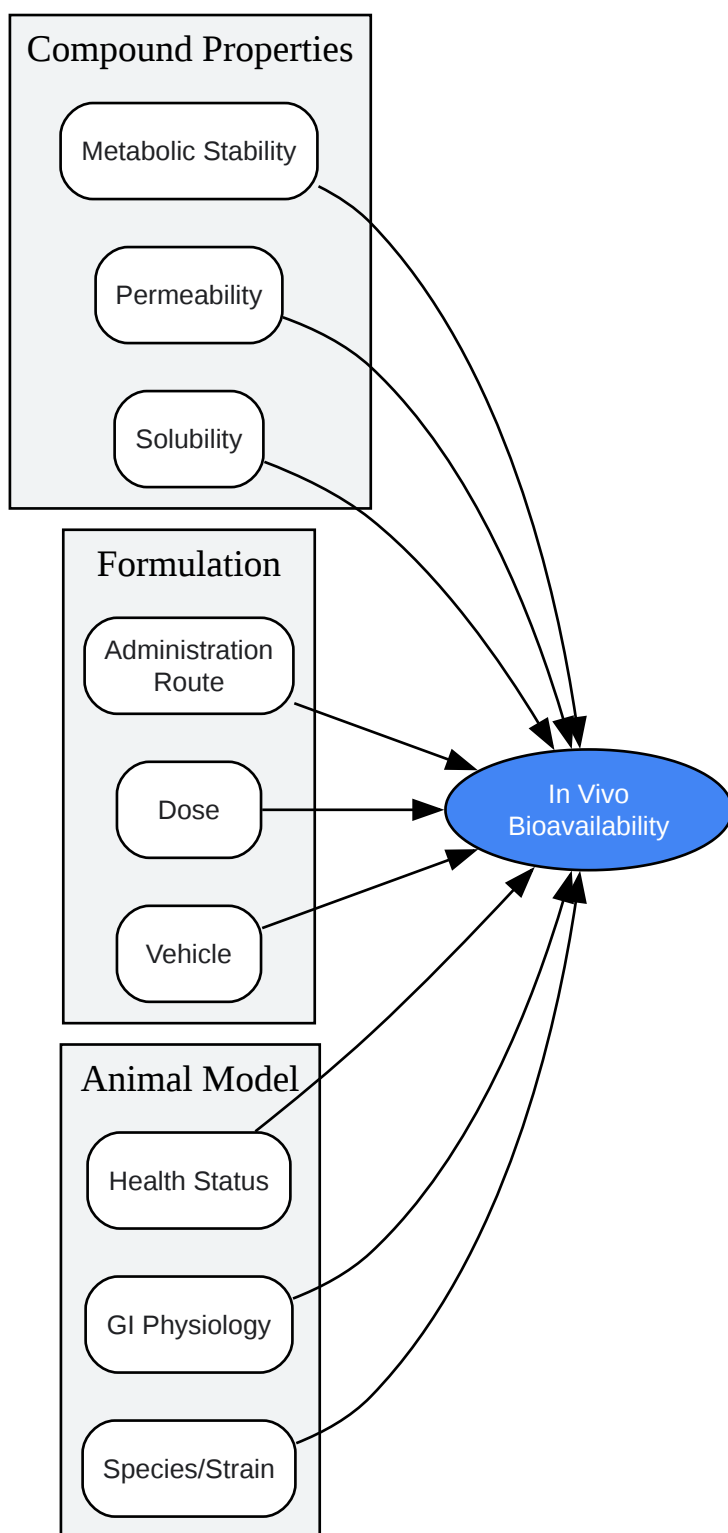 Compound Properties
Metabolic Stability
Permeability
Solubility
Formulation
Administration
Route
Dose
Vehicle
In Vivo
Bioavailability
Animal Model
Health Status
GI Physiology
Species/Strain